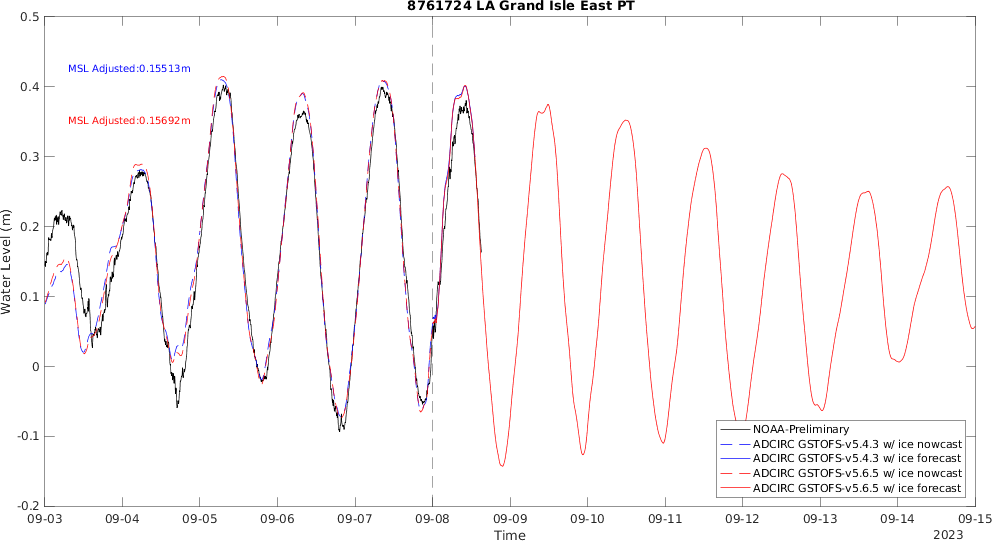 8761724 LA Grand Isle East PT
MSL Adjusted:0.15513m
MSL Adjusted:0.15692m
Water Level (m)
0.5
0.4
0.3
0.2
0.1
0
-0.1
-0.2
NOAA-Preliminary
ADCIRC GSTOFS-v5.4.3 w/ ice nowcast
ADCIRC GSTOFS-v5.4.3 w/ ice forecast
ADCIRC GSTOFS-v5.6.5 w/ ice nowcast
ADCIRC GSTOFS-v5.6.5 w/ ice forecast
09-03 09-04 09-05 09-06 09-07 09-08 09-09 09-10 09-11 09-12 09-13 09-14 09-15
Time
2023